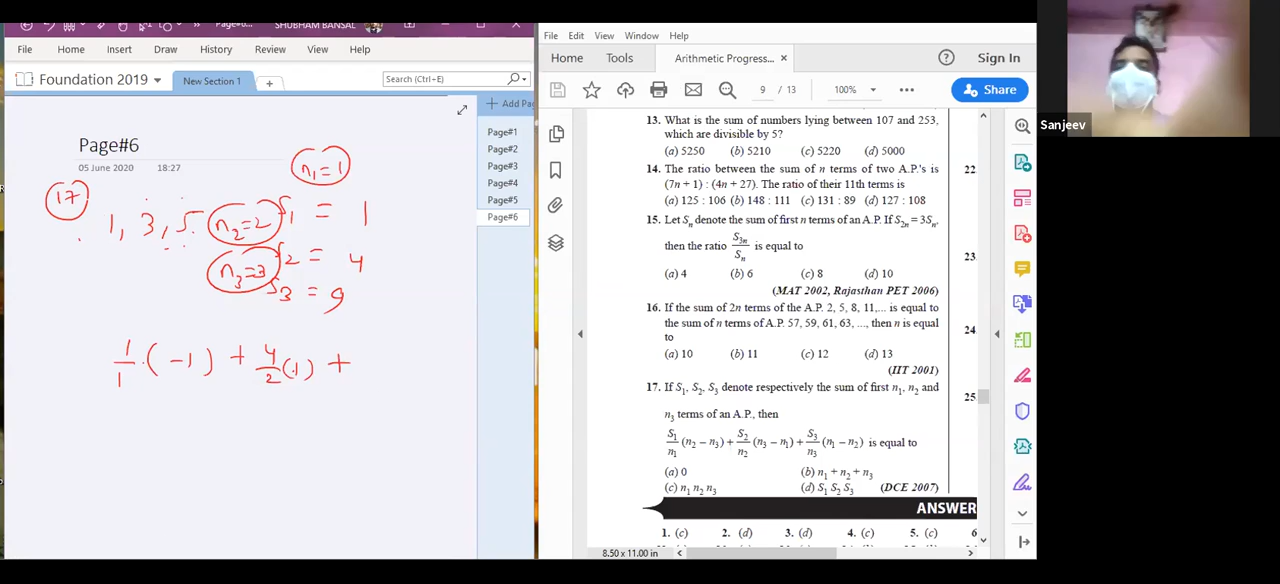 SHUBHAM BANSAL
File Home Insert Draw History Review View Help
Foundation 2019
New Section 1
Search (Ctrl+E)
Page#6
05 June 2020 18:27
Add Pag
Page#1
Page#2
Page#3
Page#4
Page#5
Page#6
n₁=1
17
1, 3, 5
n₂=2 S₁ = 1
n₃=3 S₂ = 4
S₃ = 9
1/1 (-1) + 4/2 (1) +
File Edit View Window Help
Home Tools Arithmetic Progress... × Sign In
9 / 13 100% Share
13. What is the sum of numbers lying between 107 and 253,
which are divisible by 5?
(a) 5250 (b) 5210 (c) 5220 (d) 5000
14. The ratio between the sum of n terms of two A.P.'s is
(7n + 1) : (4n + 27). The ratio of their 11th terms is
(a) 125 : 106 (b) 148 : 111 (c) 131 : 89 (d) 127 : 108
15. Let Sₙ denote the sum of first n terms of an A.P. If S₂ₙ = 3Sₙ,
then the ratio S₃ₙ/Sₙ is equal to
(a) 4 (b) 6 (c) 8 (d) 10
(MAT 2002, Rajasthan PET 2006)
16. If the sum of 2n terms of the A.P. 2, 5, 8, 11,... is equal to
the sum of n terms of A.P. 57, 59, 61, 63, ..., then n is equal
to
(a) 10 (b) 11 (c) 12 (d) 13
(IIT 2001)
17. If S₁, S₂, S₃ denote respectively the sum of first n₁, n₂ and
n₃ terms of an A.P., then
S₁/n₁ (n₂ − n₃) + S₂/n₂ (n₃ − n₁) + S₃/n₃ (n₁ − n₂) is equal to
(a) 0 (b) n₁ + n₂ + n₃
(c) n₁ n₂ n₃ (d) S₁ S₂ S₃ (DCE 2007)
ANSWER
1. (c) 2. (d) 3. (d) 4. (c) 5. (c) 6
8.50 x 11.00 in
22
23
24
25
Sanjeev